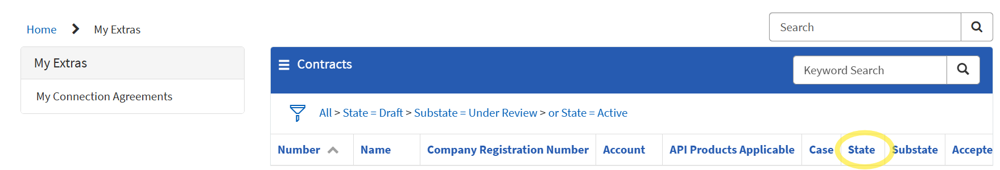 Home > My Extras
Search
My Extras
My Connection Agreements
Contracts
Keyword Search
All > State = Draft > Substate = Under Review > or State = Active
Number Name Company Registration Number Account API Products Applicable Case State Substate Accepte